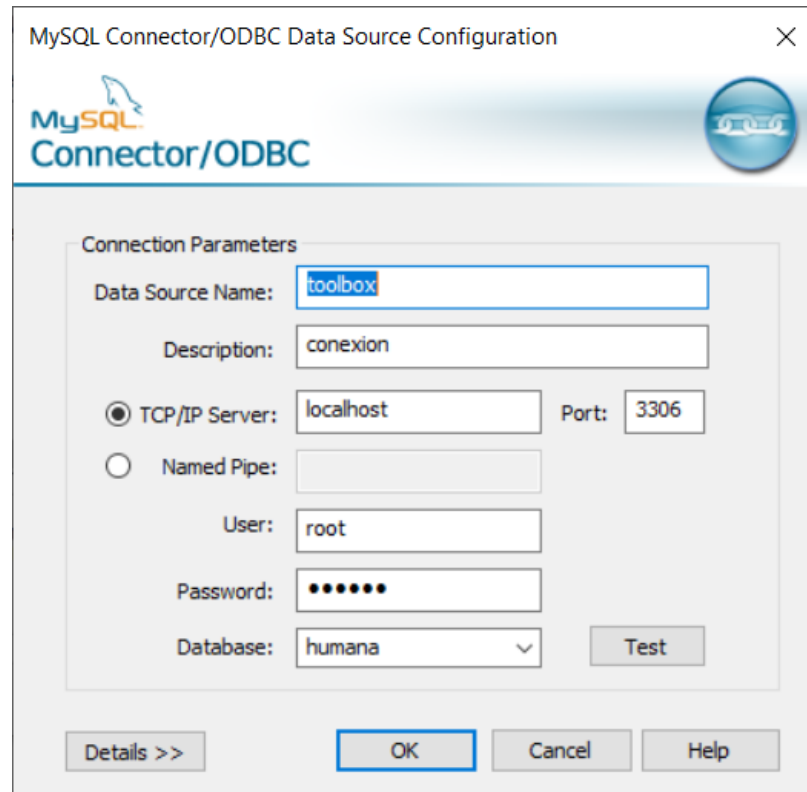 MySQL Connector/ODBC Data Source Configuration
MySQL
Connector/ODBC
Connection Parameters
Data Source Name: toolbox
Description: conexion
TCP/IP Server: localhost Port: 3306
Named Pipe:
User: root
Password: ••••••
Database: humana Test
Details >> OK Cancel Help